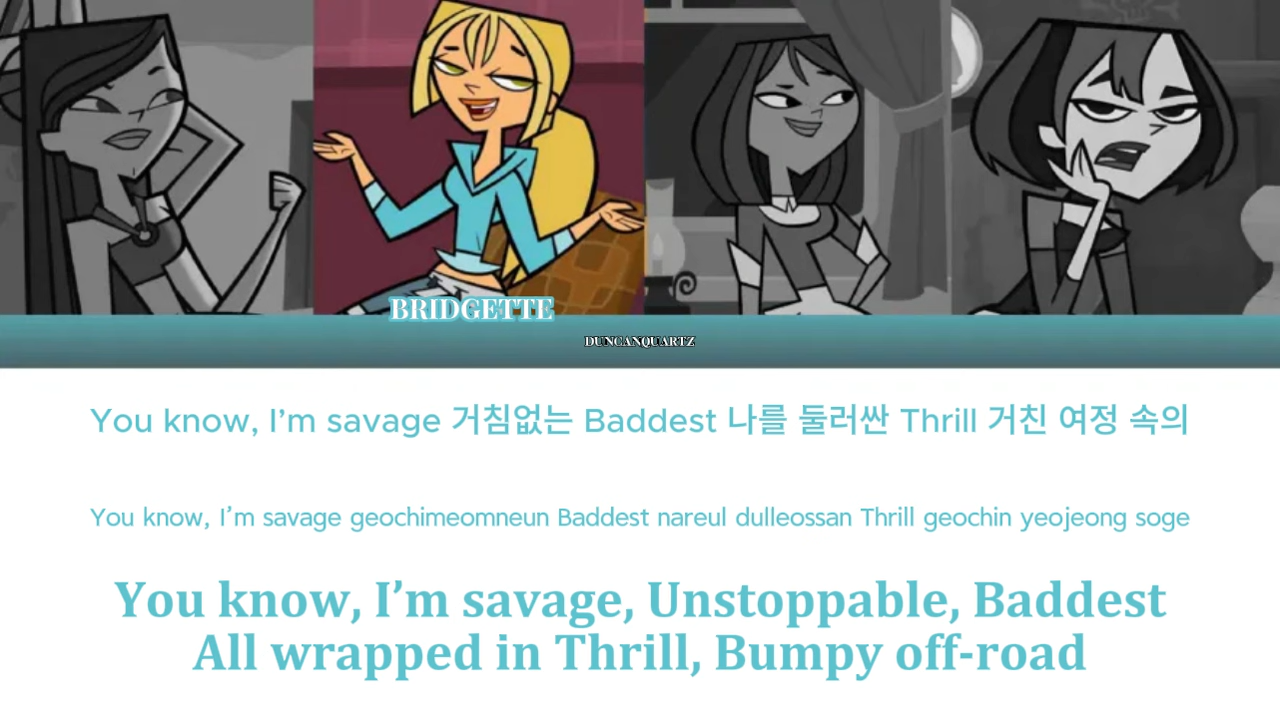 BRIDGETTE
DUNCANQUARTZ
You know, I’m savage 거침없는 Baddest 나를 둘러싼 Thrill 거친 여정 속의
You know, I’m savage geochimeomneun Baddest nareul dulleossan Thrill geochin yeojeong soge
You know, I’m savage, Unstoppable, Baddest
All wrapped in Thrill, Bumpy off-road